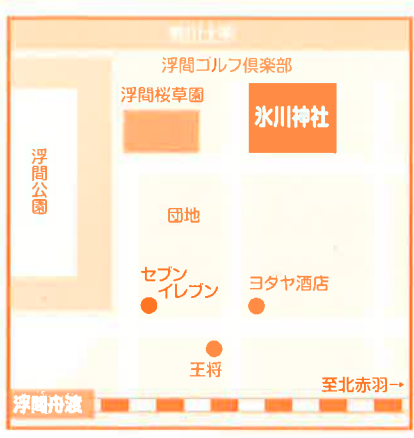 浮間ゴルフ倶楽部
浮間桜草園
氷川神社
浮間公園
団地
セブン
イレブン
ヨダヤ酒店
王将
至北赤羽→
浮間舟渡